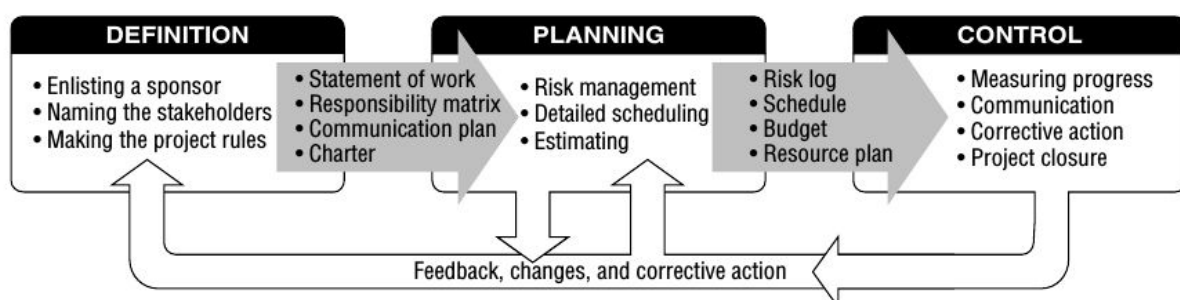 DEFINITION
• Enlisting a sponsor
• Naming the stakeholders
• Making the project rules
• Statement of work
• Responsibility matrix
• Communication plan
• Charter
PLANNING
• Risk management
• Detailed scheduling
• Estimating
• Risk log
• Schedule
• Budget
• Resource plan
CONTROL
• Measuring progress
• Communication
• Corrective action
• Project closure
Feedback, changes, and corrective action